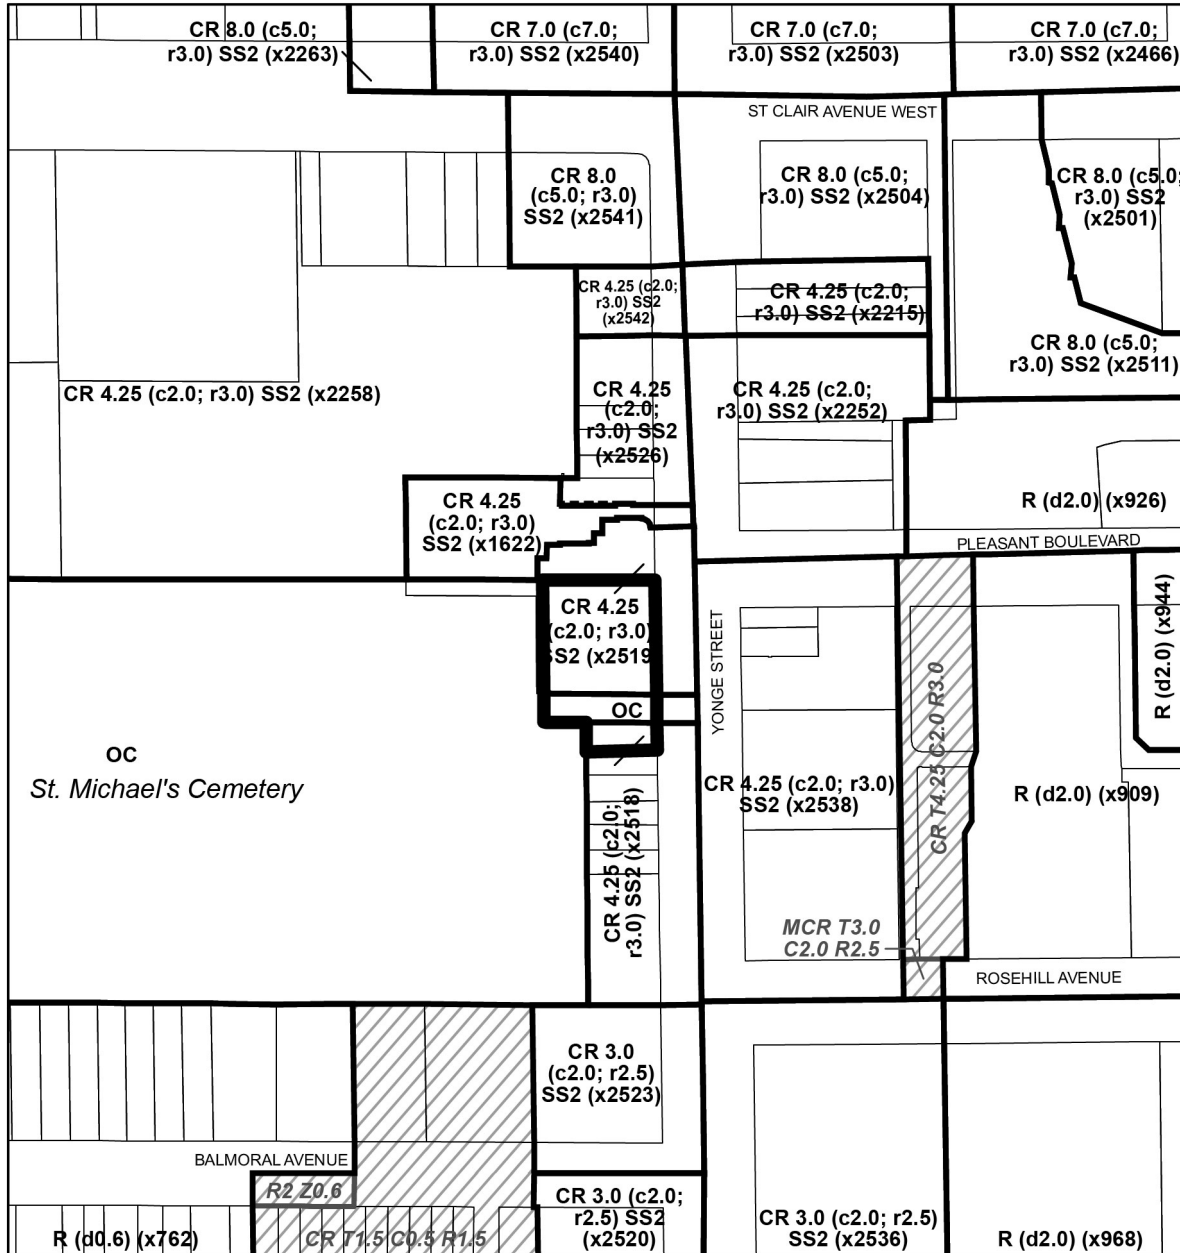 CR 8.0 (c5.0;
r3.0) SS2 (x2263)
CR 7.0 (c7.0;
r3.0) SS2 (x2540)
CR 7.0 (c7.0;
r3.0) SS2 (x2503)
CR 7.0 (c7.0;
r3.0) SS2 (x2466)
ST CLAIR AVENUE WEST
CR 8.0
(c5.0; r3.0)
SS2 (x2541)
CR 8.0 (c5.0;
r3.0) SS2 (x2504)
CR 8.0 (c5.0;
r3.0) SS2
(x2501)
CR 4.25 (c2.0;
r3.0) SS2
(x2542)
CR 4.25 (c2.0;
r3.0) SS2 (x2215)
CR 8.0 (c5.0;
r3.0) SS2 (x2511)
CR 4.25 (c2.0; r3.0) SS2 (x2258)
CR 4.25
(c2.0;
r3.0) SS2
(x2526)
CR 4.25 (c2.0;
r3.0) SS2 (x2252)
CR 4.25
(c2.0; r3.0)
SS2 (x1622)
R (d2.0) (x926)
PLEASANT BOULEVARD
CR 4.25
(c2.0; r3.0)
SS2 (x2519
OC
YONGE STREET
CR T4.25 C2.0 R3.0
R (d2.0) (x944)
OC
St. Michael's Cemetery
CR 4.25 (c2.0; r3.0)
SS2 (x2538)
R (d2.0) (x909)
CR 4.25 (c2.0;
r3.0) SS2 (x2518)
MCR T3.0
C2.0 R2.5
ROSEHILL AVENUE
CR 3.0
(c2.0; r2.5)
SS2 (x2523)
BALMORAL AVENUE
R2 Z0.6
CR 3.0 (c2.0;
r2.5) SS2
(x2520)
CR 3.0 (c2.0; r2.5)
SS2 (x2536)
R (d0.6) (x762)
CR T1.5 C0.5 R1.5
R (d2.0) (x968)